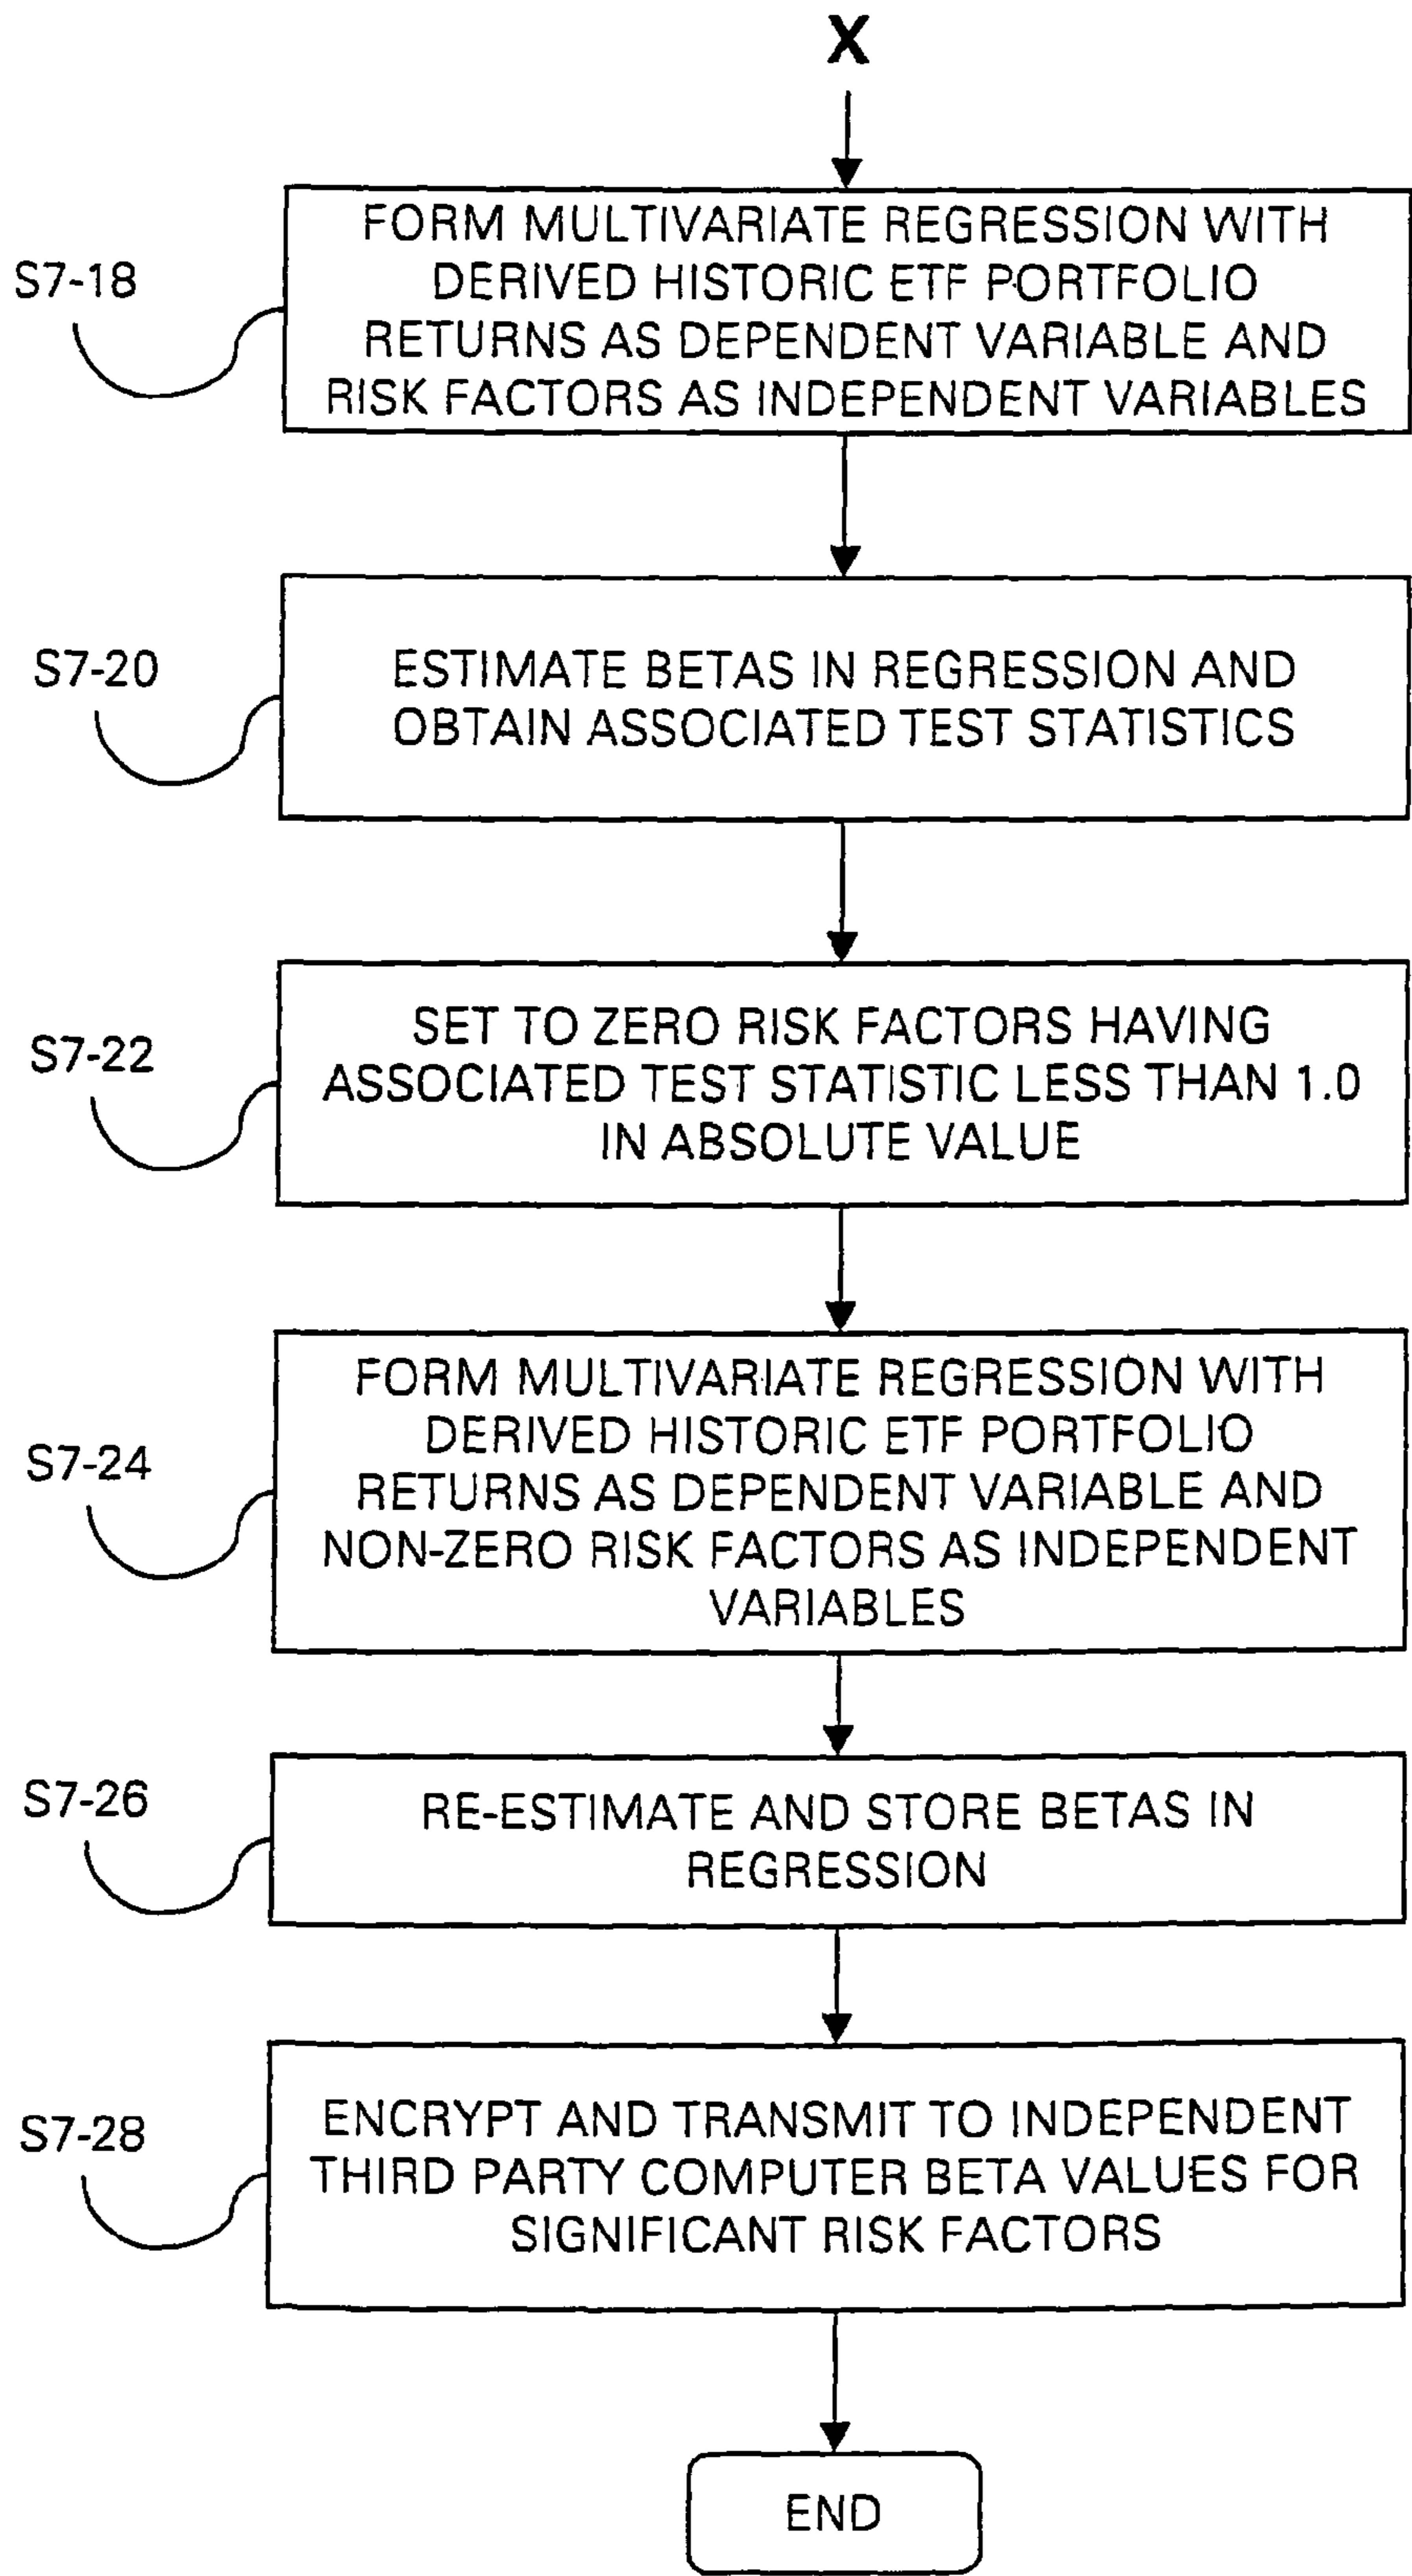 X
S7-18
FORM MULTIVARIATE REGRESSION WITH
DERIVED HISTORIC ETF PORTFOLIO
RETURNS AS DEPENDENT VARIABLE AND
RISK FACTORS AS INDEPENDENT VARIABLES
S7-20
ESTIMATE BETAS IN REGRESSION AND
OBTAIN ASSOCIATED TEST STATISTICS
S7-22
SET TO ZERO RISK FACTORS HAVING
ASSOCIATED TEST STATISTIC LESS THAN 1.0
IN ABSOLUTE VALUE
S7-24
FORM MULTIVARIATE REGRESSION WITH
DERIVED HISTORIC ETF PORTFOLIO
RETURNS AS DEPENDENT VARIABLE AND
NON-ZERO RISK FACTORS AS INDEPENDENT
VARIABLES
S7-26
RE-ESTIMATE AND STORE BETAS IN
REGRESSION
S7-28
ENCRYPT AND TRANSMIT TO INDEPENDENT
THIRD PARTY COMPUTER BETA VALUES FOR
SIGNIFICANT RISK FACTORS
END